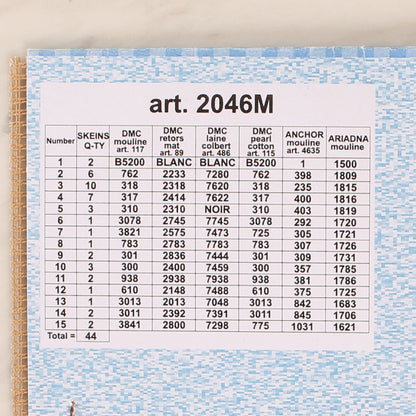 art. 2046M
Number SKEINS Q-TY DMC mouline art. 117 DMC retors mat art. 89 DMC laine colbert art. 486 DMC pearl cotton art. 115 ANCHOR mouline art. 4635 ARIADNA mouline
1 2 B5200 BLANC BLANC B5200 1 1500
2 6 762 2233 7280 762 398 1809
3 10 318 2318 7620 318 235 1815
4 7 317 2414 7622 317 400 1816
5 3 310 2310 NOIR 310 403 1819
6 1 3078 2745 7745 3078 292 1720
7 1 3821 2575 7473 725 305 1721
8 1 783 2783 7783 783 307 1726
9 2 301 2836 7444 301 309 1731
10 3 300 2400 7459 300 357 1785
11 2 938 2938 7938 938 381 1786
12 1 610 2148 7488 610 375 1725
13 1 3013 2013 7048 3013 842 1683
14 2 3011 2392 7391 3011 845 1706
15 2 3841 2800 7298 775 1031 1621
Total = 44